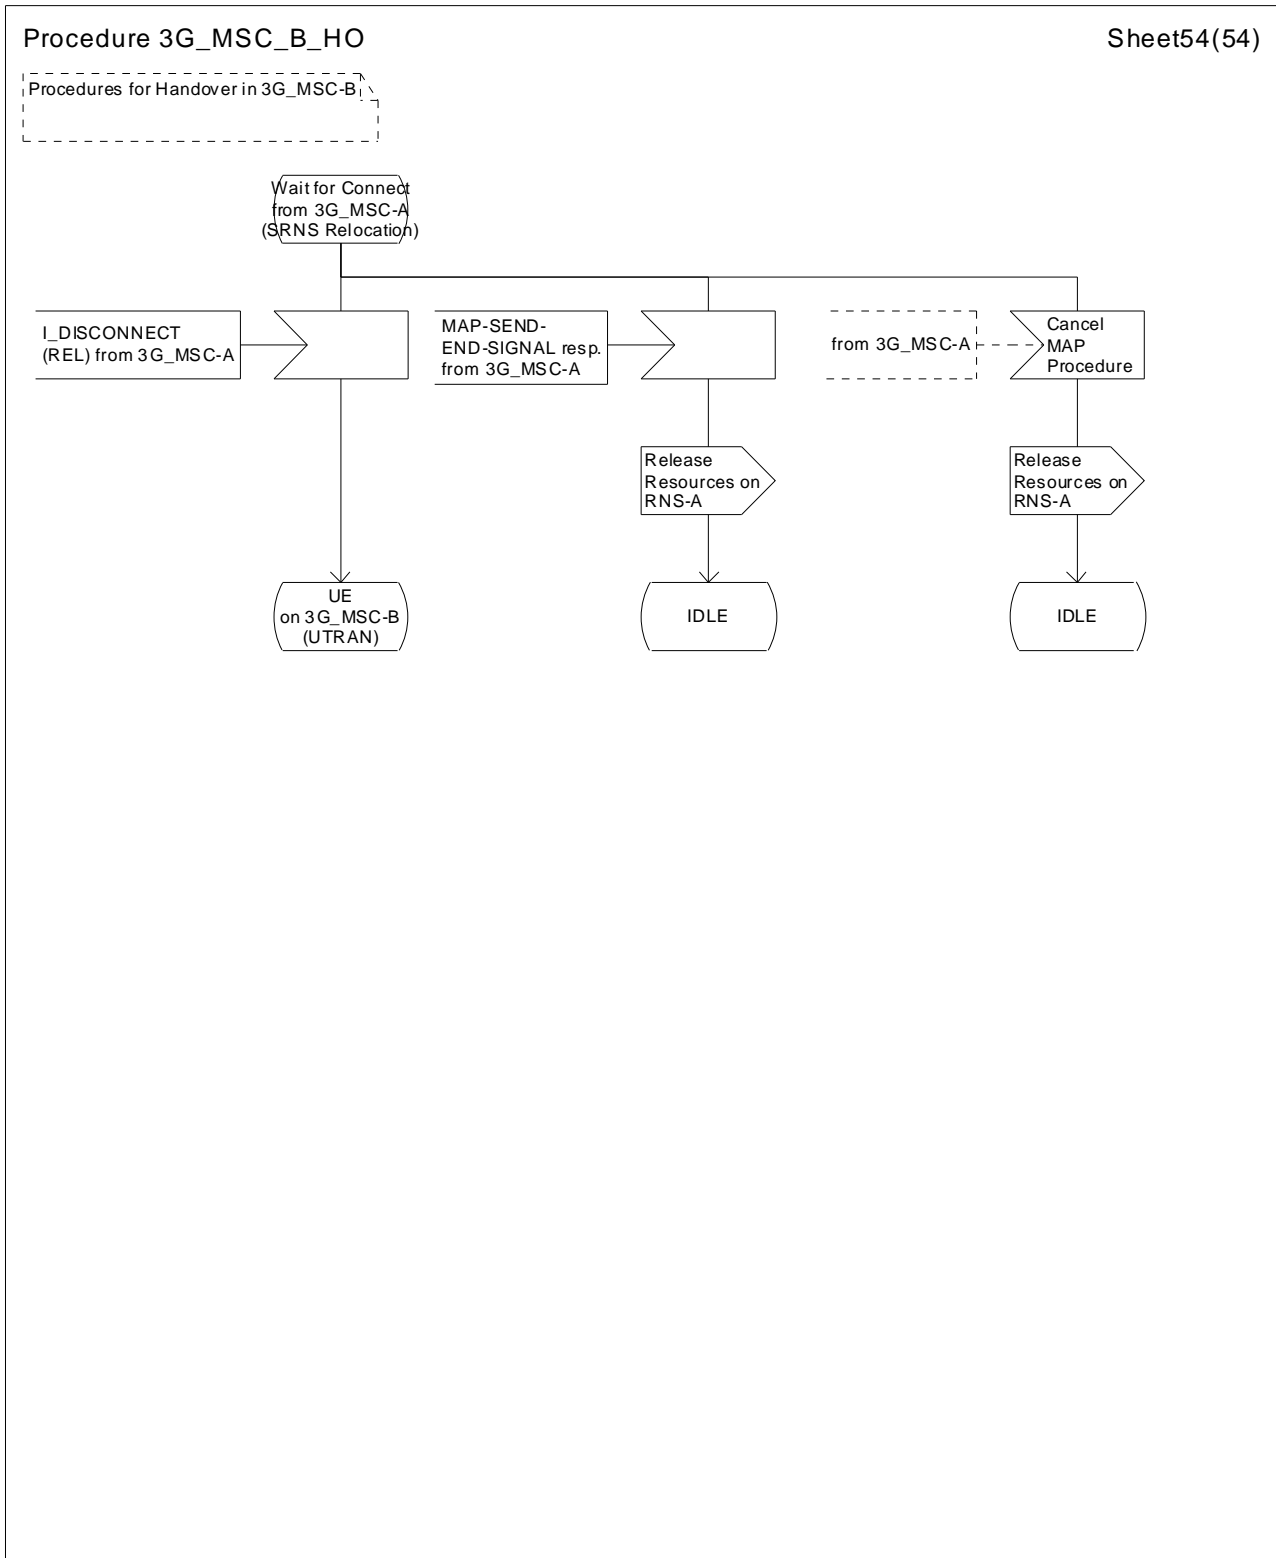 Procedure 3G_MSC_B_HO
Sheet54(54)
Procedures for Handover in 3G_MSC-B
Wait for Connect
from 3G_MSC-A
(SRNS Relocation)
I_DISCONNECT
(REL) from 3G_MSC-A
MAP-SEND-
END-SIGNAL resp.
from 3G_MSC-A
from 3G_MSC-A
Cancel
MAP
Procedure
Release
Resources on
RNS-A
Release
Resources on
RNS-A
UE
on 3G_MSC-B
(UTRAN)
IDLE
IDLE